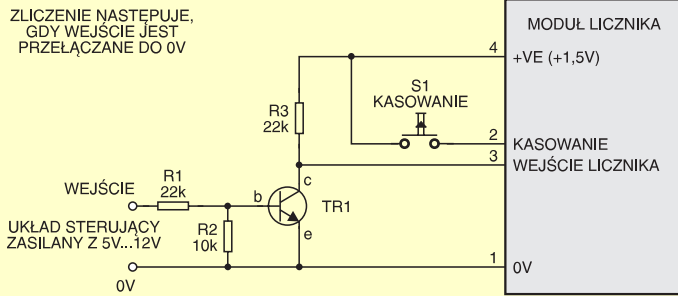 ZLICZENIE NASTĘPUJE,
GDY WEJŚCIE JEST
PRZEŁĄCZANE DO 0V
MODUŁ LICZNIKA
4
+VE (+1,5V)
S1
KASOWANIE
R3
22k
2
KASOWANIE
3
WEJŚCIE LICZNIKA
R1
22k
WEJŚCIE
b
c
TR1
e
UKŁAD STERUJĄCY
ZASILANY Z 5V...12V
R2
10k
1
0V
0V